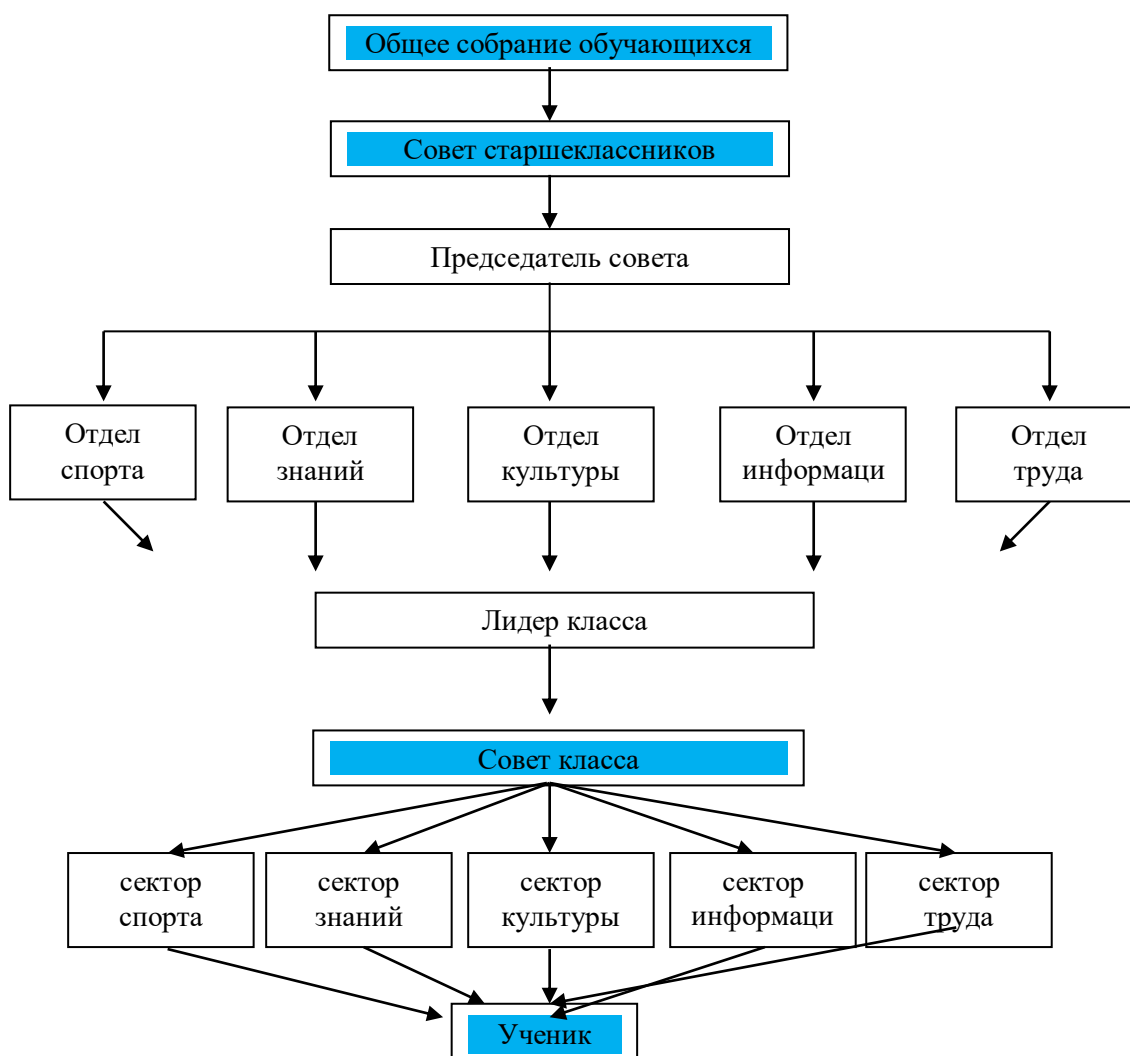 Общее собрание обучающихся
Совет старшеклассников
Председатель совета
Отдел
спорта
Отдел
знаний
Отдел
культуры
Отдел
информаци
Отдел
труда
Лидер класса
Совет класса
сектор
спорта
сектор
знаний
сектор
культуры
сектор
информаци
сектор
труда
Ученик